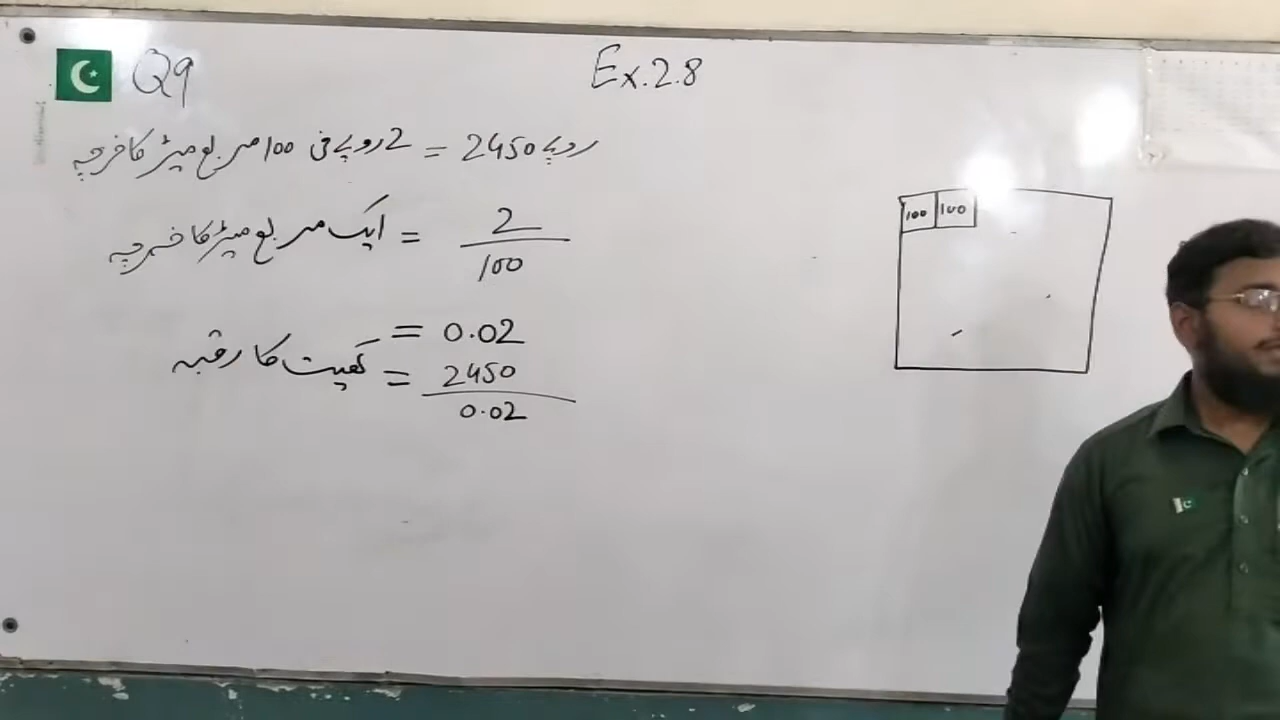 Q9
Ex.2.8
2 روپے فی 100 مربع میٹر کا خرچہ = 2450 روپے
ایک مربع میٹر کا خرچہ = 2/100
= 0.02
کھیت کا رقبہ = 2450/0.02
100 100